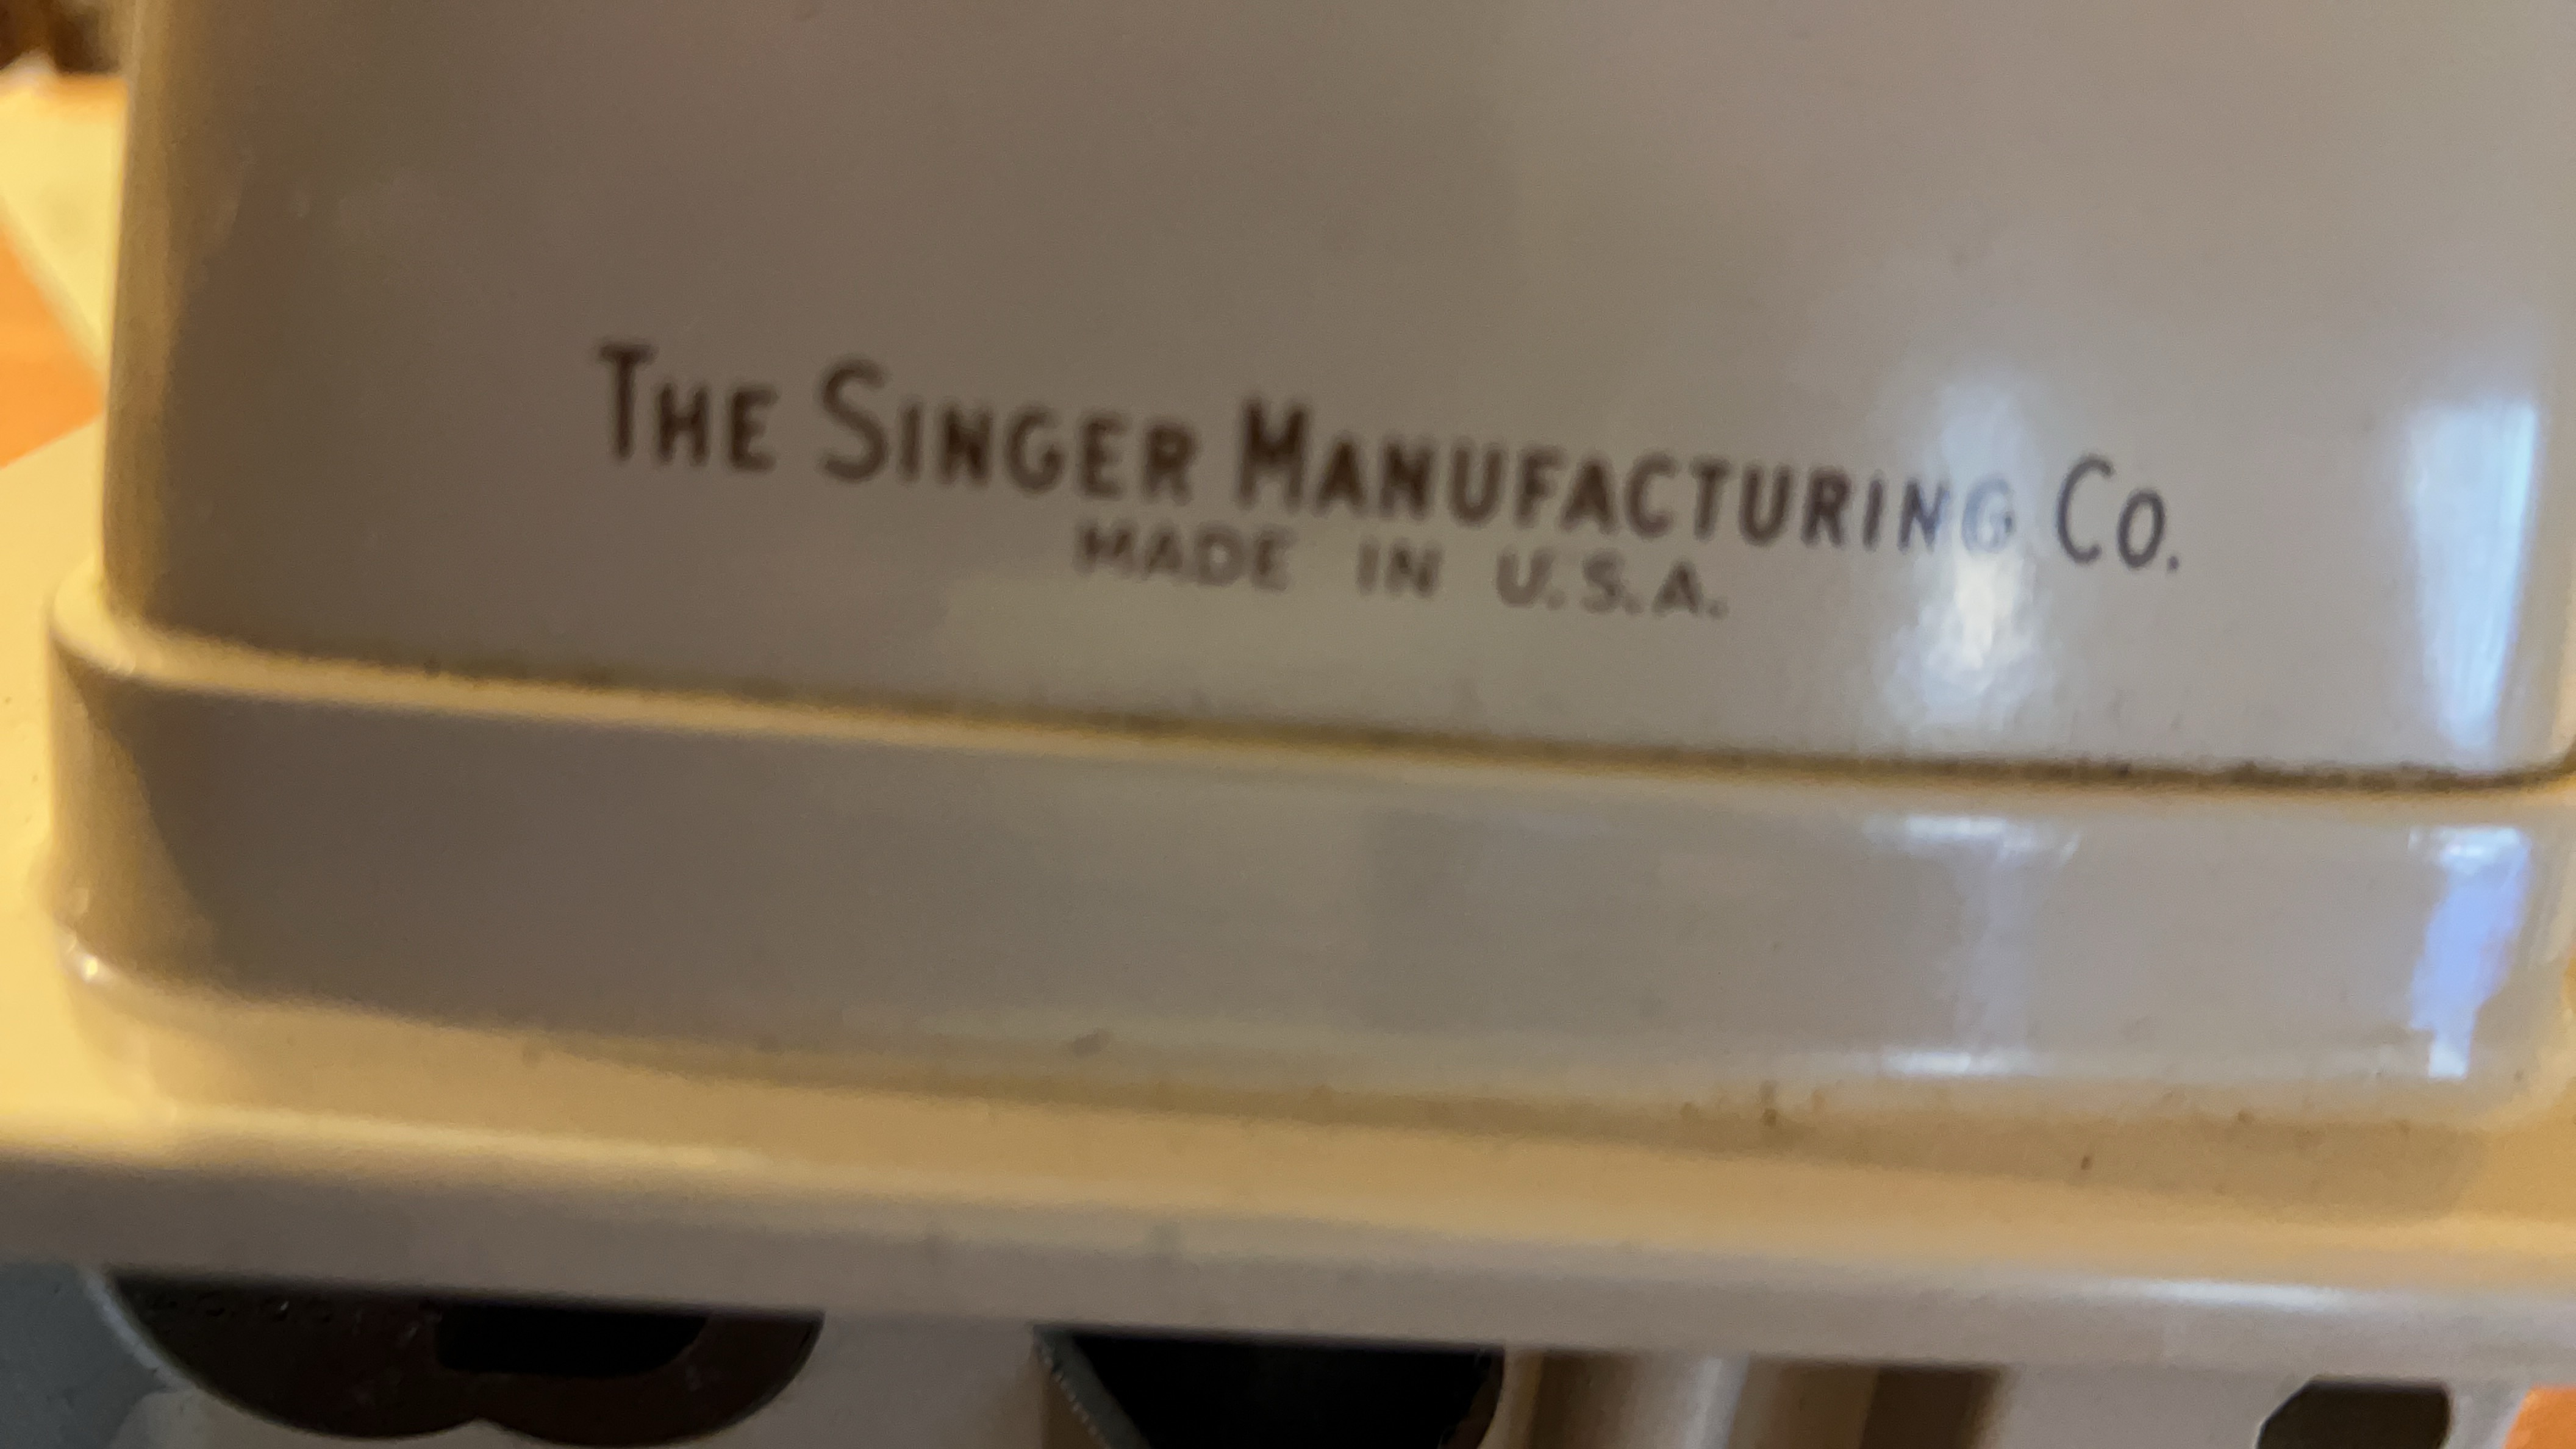 THE SINGER MANUFACTURING CO.
MADE IN U.S.A.